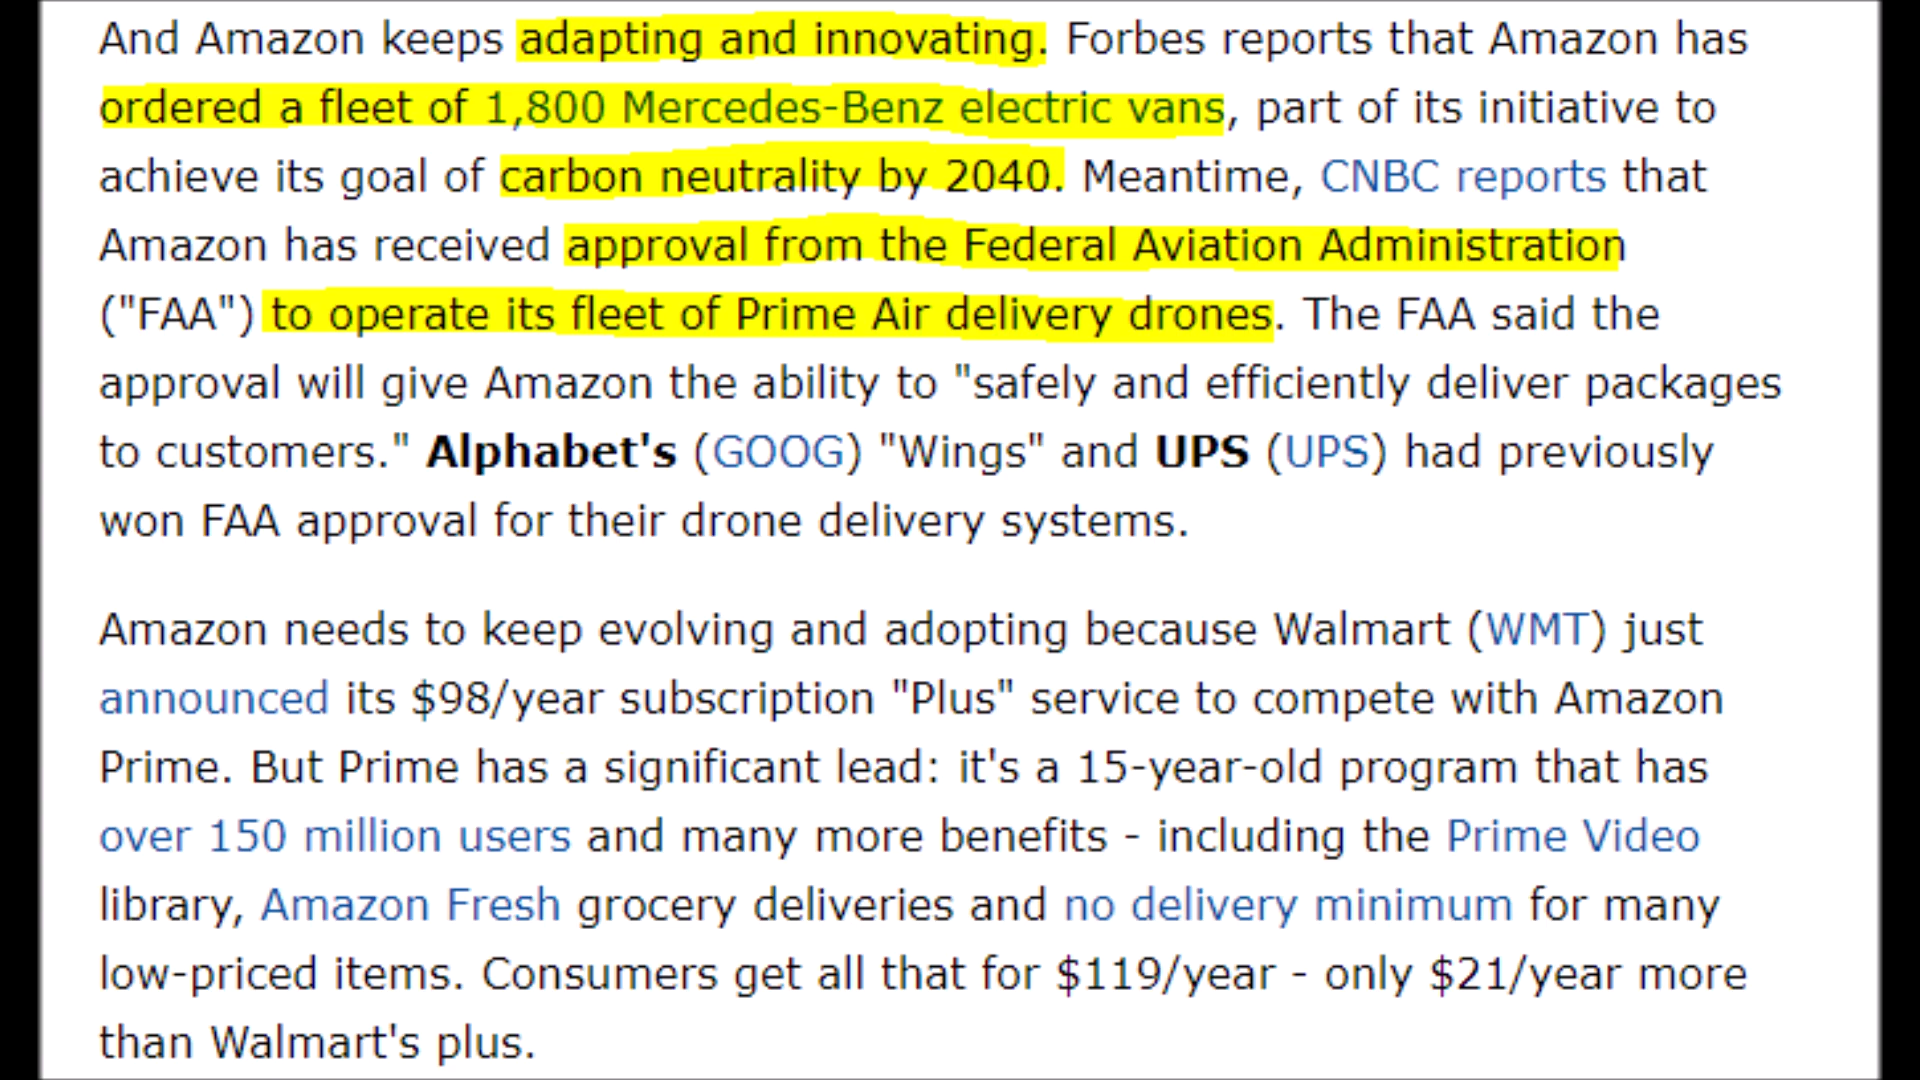 And Amazon keeps adapting and innovating. Forbes reports that Amazon has
ordered a fleet of 1,800 Mercedes-Benz electric vans, part of its initiative to
achieve its goal of carbon neutrality by 2040. Meantime, CNBC reports that
Amazon has received approval from the Federal Aviation Administration
("FAA") to operate its fleet of Prime Air delivery drones. The FAA said the
approval will give Amazon the ability to "safely and efficiently deliver packages
to customers." Alphabet's (GOOG) "Wings" and UPS (UPS) had previously
won FAA approval for their drone delivery systems.
Amazon needs to keep evolving and adopting because Walmart (WMT) just
announced its $98/year subscription "Plus" service to compete with Amazon
Prime. But Prime has a significant lead: it's a 15-year-old program that has
over 150 million users and many more benefits - including the Prime Video
library, Amazon Fresh grocery deliveries and no delivery minimum for many
low-priced items. Consumers get all that for $119/year - only $21/year more
than Walmart's plus.